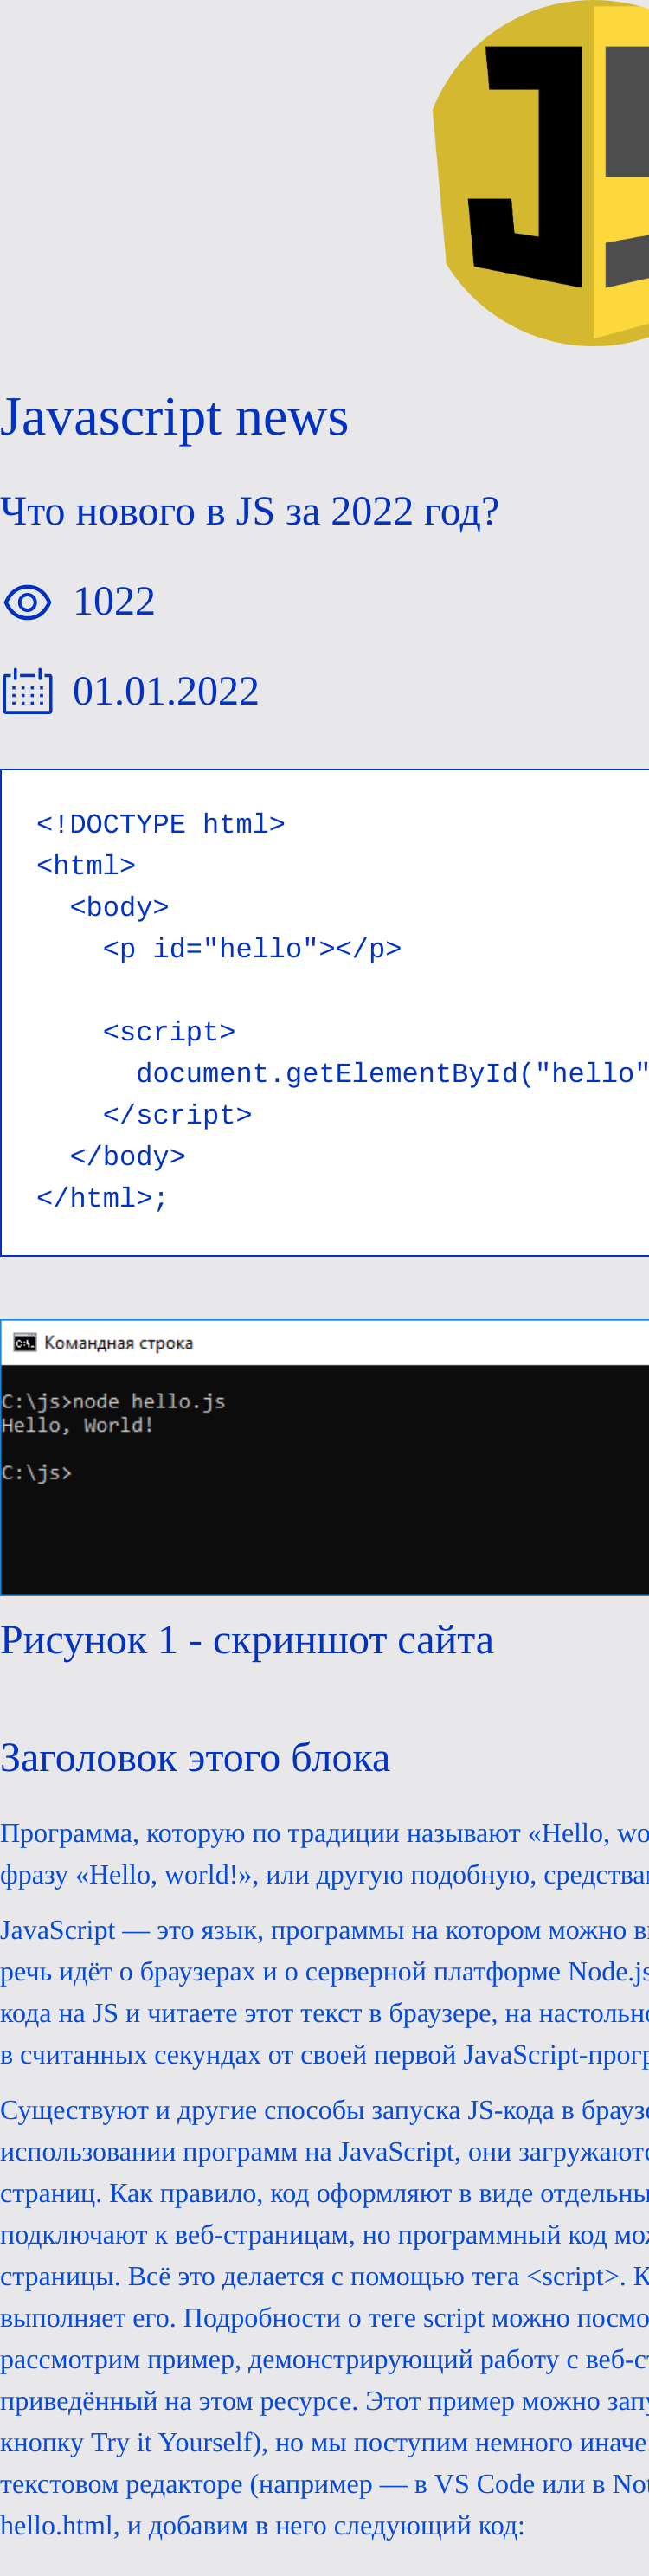 JS
Javascript news
Что нового в JS за 2022 год?
1022
01.01.2022
<!DOCTYPE html>
<html>
  <body>
    <p id="hello"></p>

    <script>
      document.getElementById("hello"
    </script>
  </body>
</html>;
Командная строка
C:\js>node hello.js
Hello, World!
C:\js>
Рисунок 1 - скриншот сайта
Заголовок этого блока
Программа, которую по традиции называют «Hello, wo
фразу «Hello, world!», или другую подобную, средства
JavaScript — это язык, программы на котором можно в
речь идёт о браузерах и о серверной платформе Node.js
кода на JS и читаете этот текст в браузере, на настольно
в считанных секундах от своей первой JavaScript-прогр
Существуют и другие способы запуска JS-кода в браузе
использовании программ на JavaScript, они загружаютс
страниц. Как правило, код оформляют в виде отдельны
подключают к веб-страницам, но программный код мож
страницы. Всё это делается с помощью тега <script>. К
выполняет его. Подробности о теге script можно посмо
рассмотрим пример, демонстрирующий работу с веб-ст
приведённый на этом ресурсе. Этот пример можно запу
кнопку Try it Yourself), но мы поступим немного иначе.
текстовом редакторе (например — в VS Code или в Not
hello.html, и добавим в него следующий код: